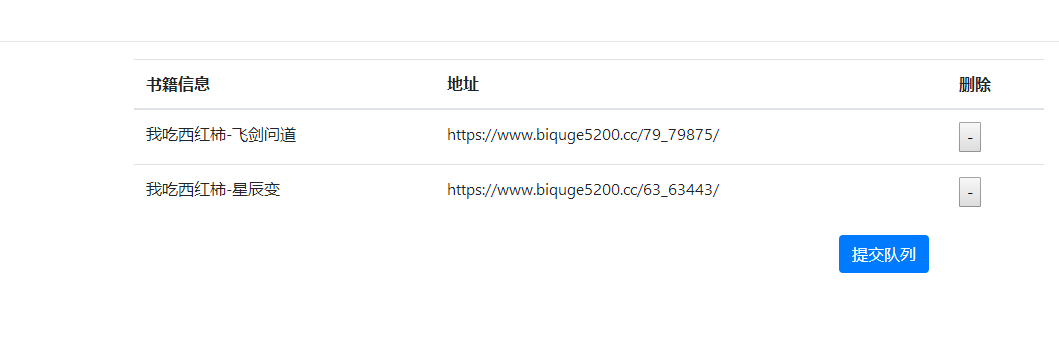 书籍信息 地址 删除
我吃西红柿-飞剑问道 https://www.biquge5200.cc/79_79875/ -
我吃西红柿-星辰变 https://www.biquge5200.cc/63_63443/ -
提交队列